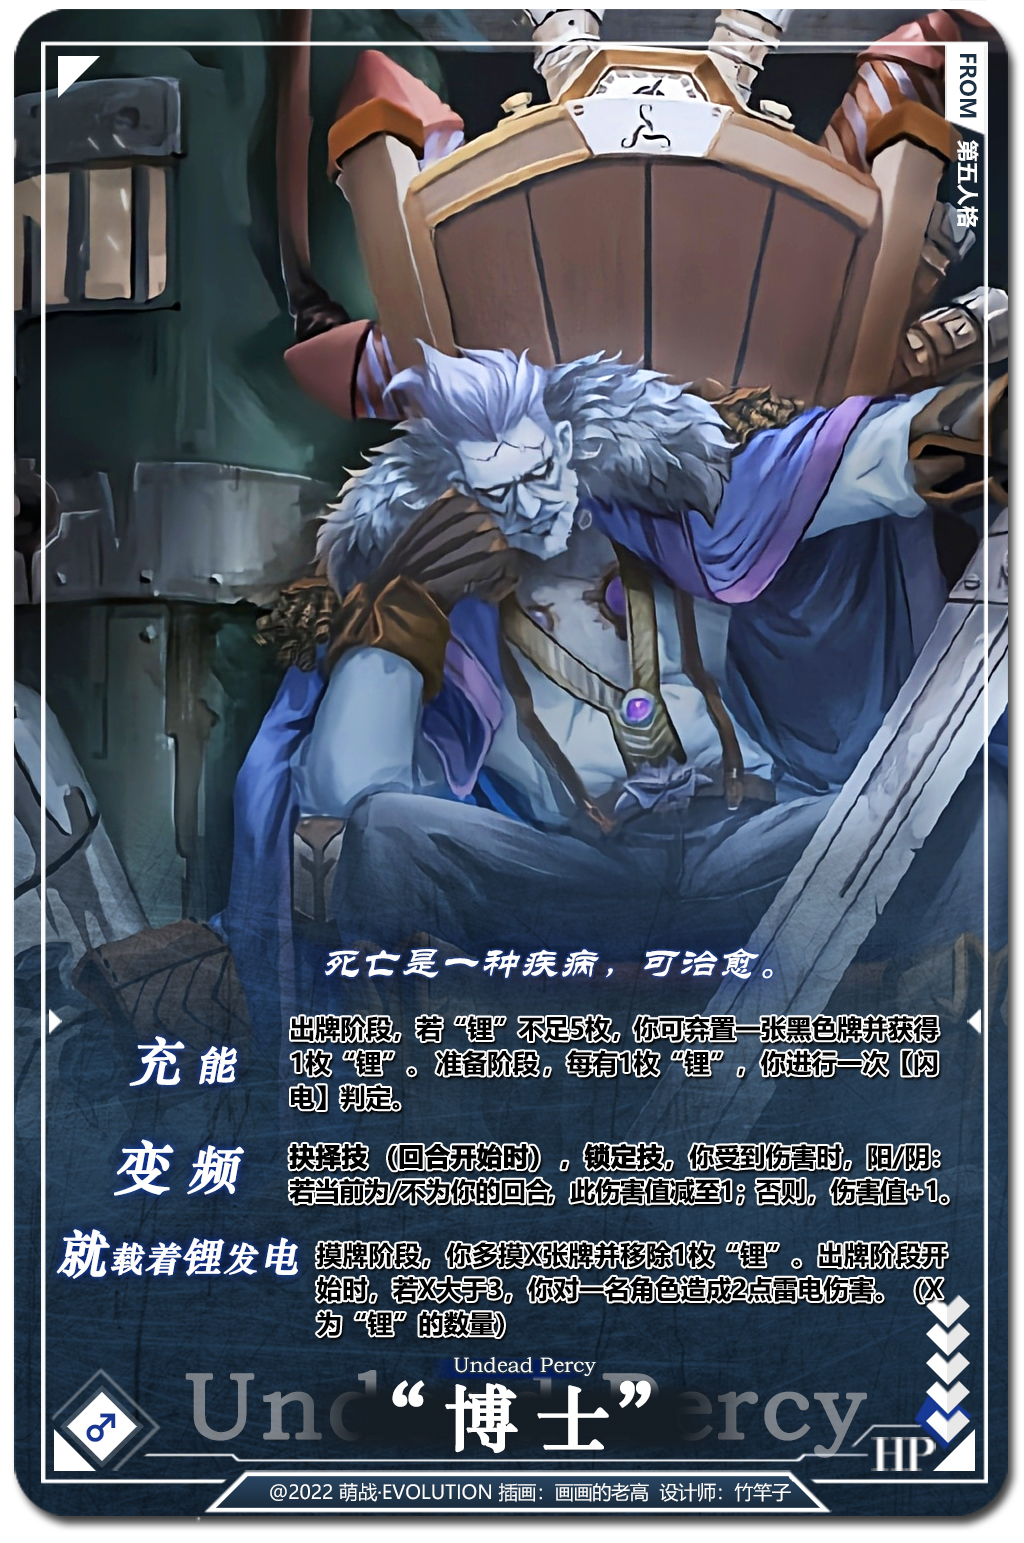 FROM 第五人格
死亡是一种疾病，可治愈。
充能
出牌阶段，若“锂”不足5枚，你可弃置一张黑色牌并获得
1枚“锂”。准备阶段，每有1枚“锂”，你进行一次【闪
电】判定。
变频
抉择技（回合开始时），锁定技，你受到伤害时，阳/阴：
若当前为/不为你的回合，此伤害值减至1；否则，伤害值+1。
就载着锂发电
摸牌阶段，你多摸X张牌并移除1枚“锂”。出牌阶段开
始时，若X大于3，你对一名角色造成2点雷电伤害。（X
为“锂”的数量）
Undead Percy
Undead Percy
“博士”
♂
HP
@2022 萌战·EVOLUTION 插画：画画的老高 设计师：竹竿子